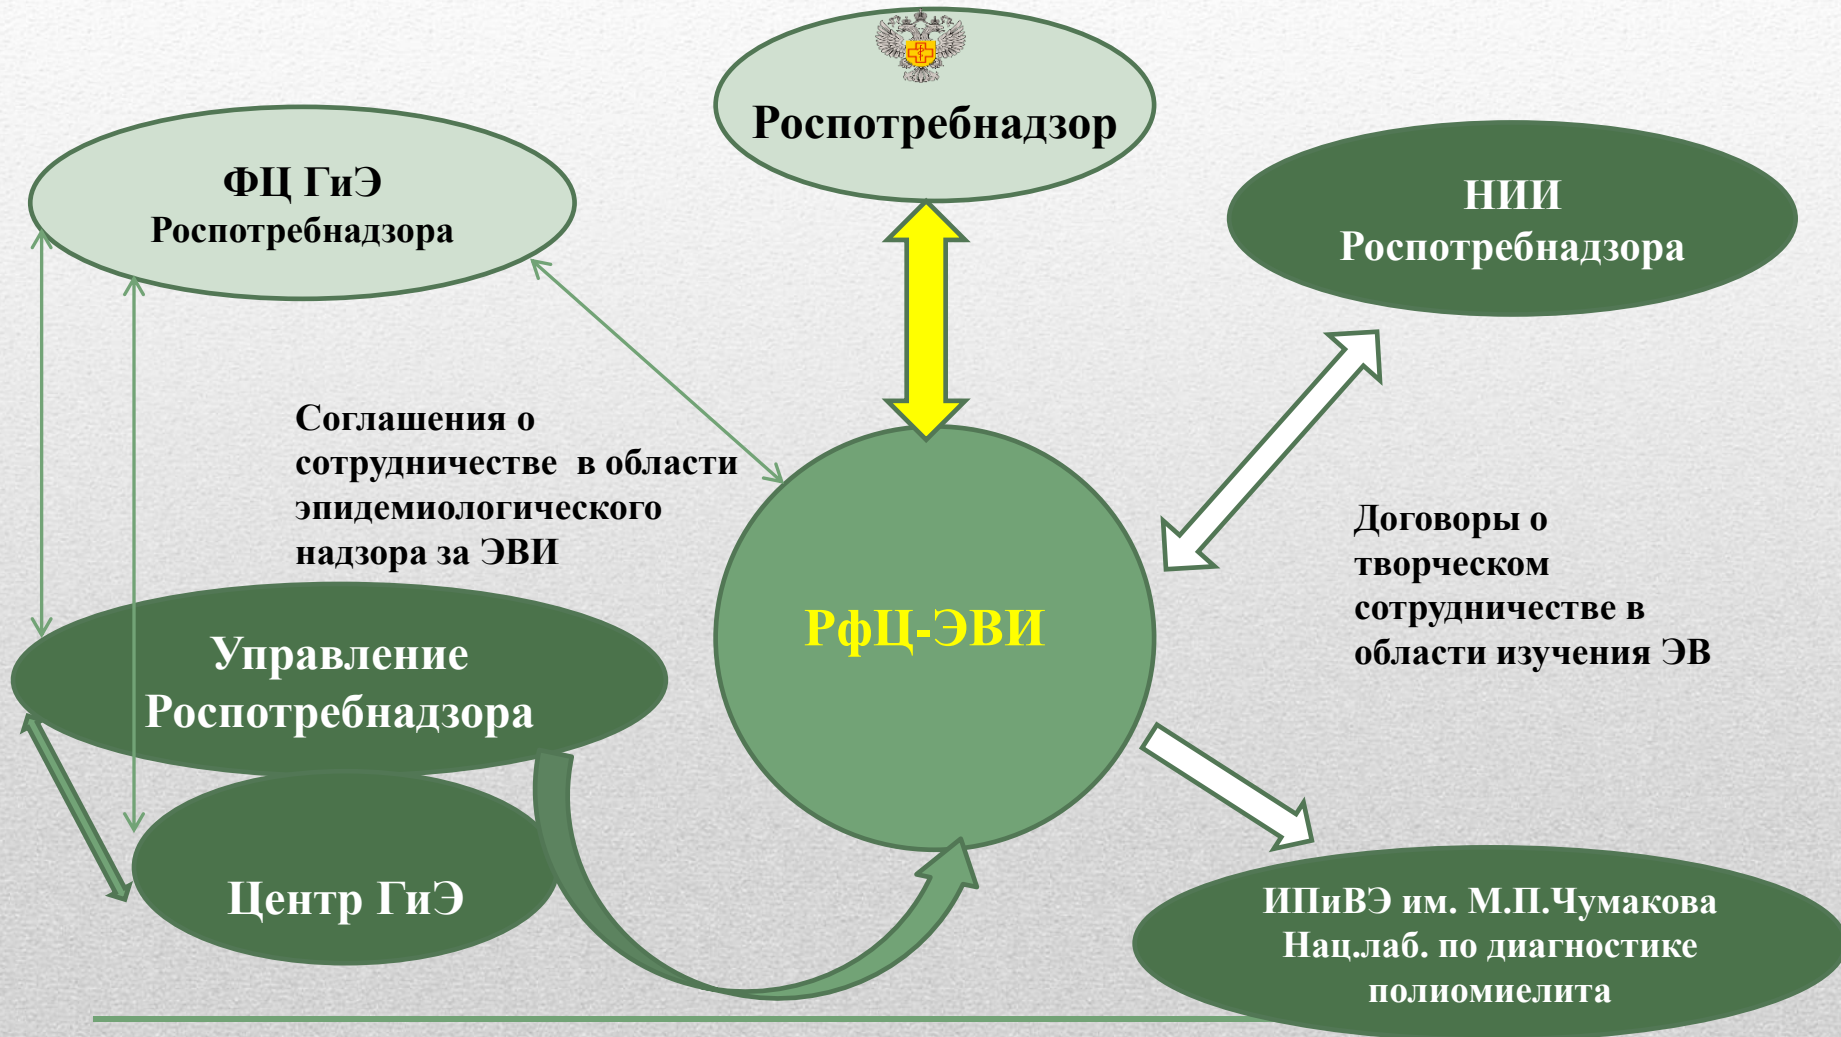 Роспотребнадзор
ФЦ ГиЭ
Роспотребнадзора
НИИ
Роспотребнадзора
Соглашения о
сотрудничестве в области
эпидемиологического
надзора за ЭВИ
Договоры о
творческом
сотрудничестве в
области изучения ЭВ
РфЦ-ЭВИ
Управление
Роспотребнадзора
Центр ГиЭ
ИПиВЭ им. М.П.Чумакова
Нац.лаб. по диагностике
полиомиелита